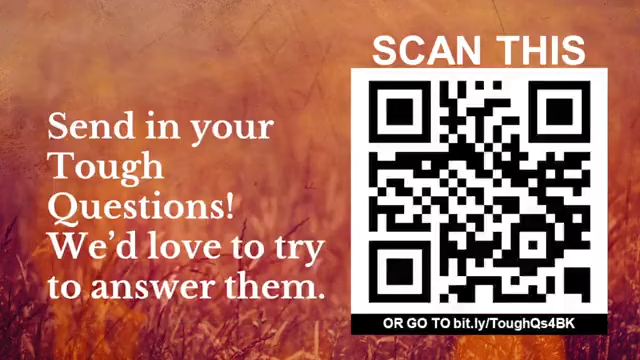 Send in your
Tough
Questions!
We'd love to try
to answer them.
SCAN THIS
OR GO TO bit.ly/ToughQs4BK